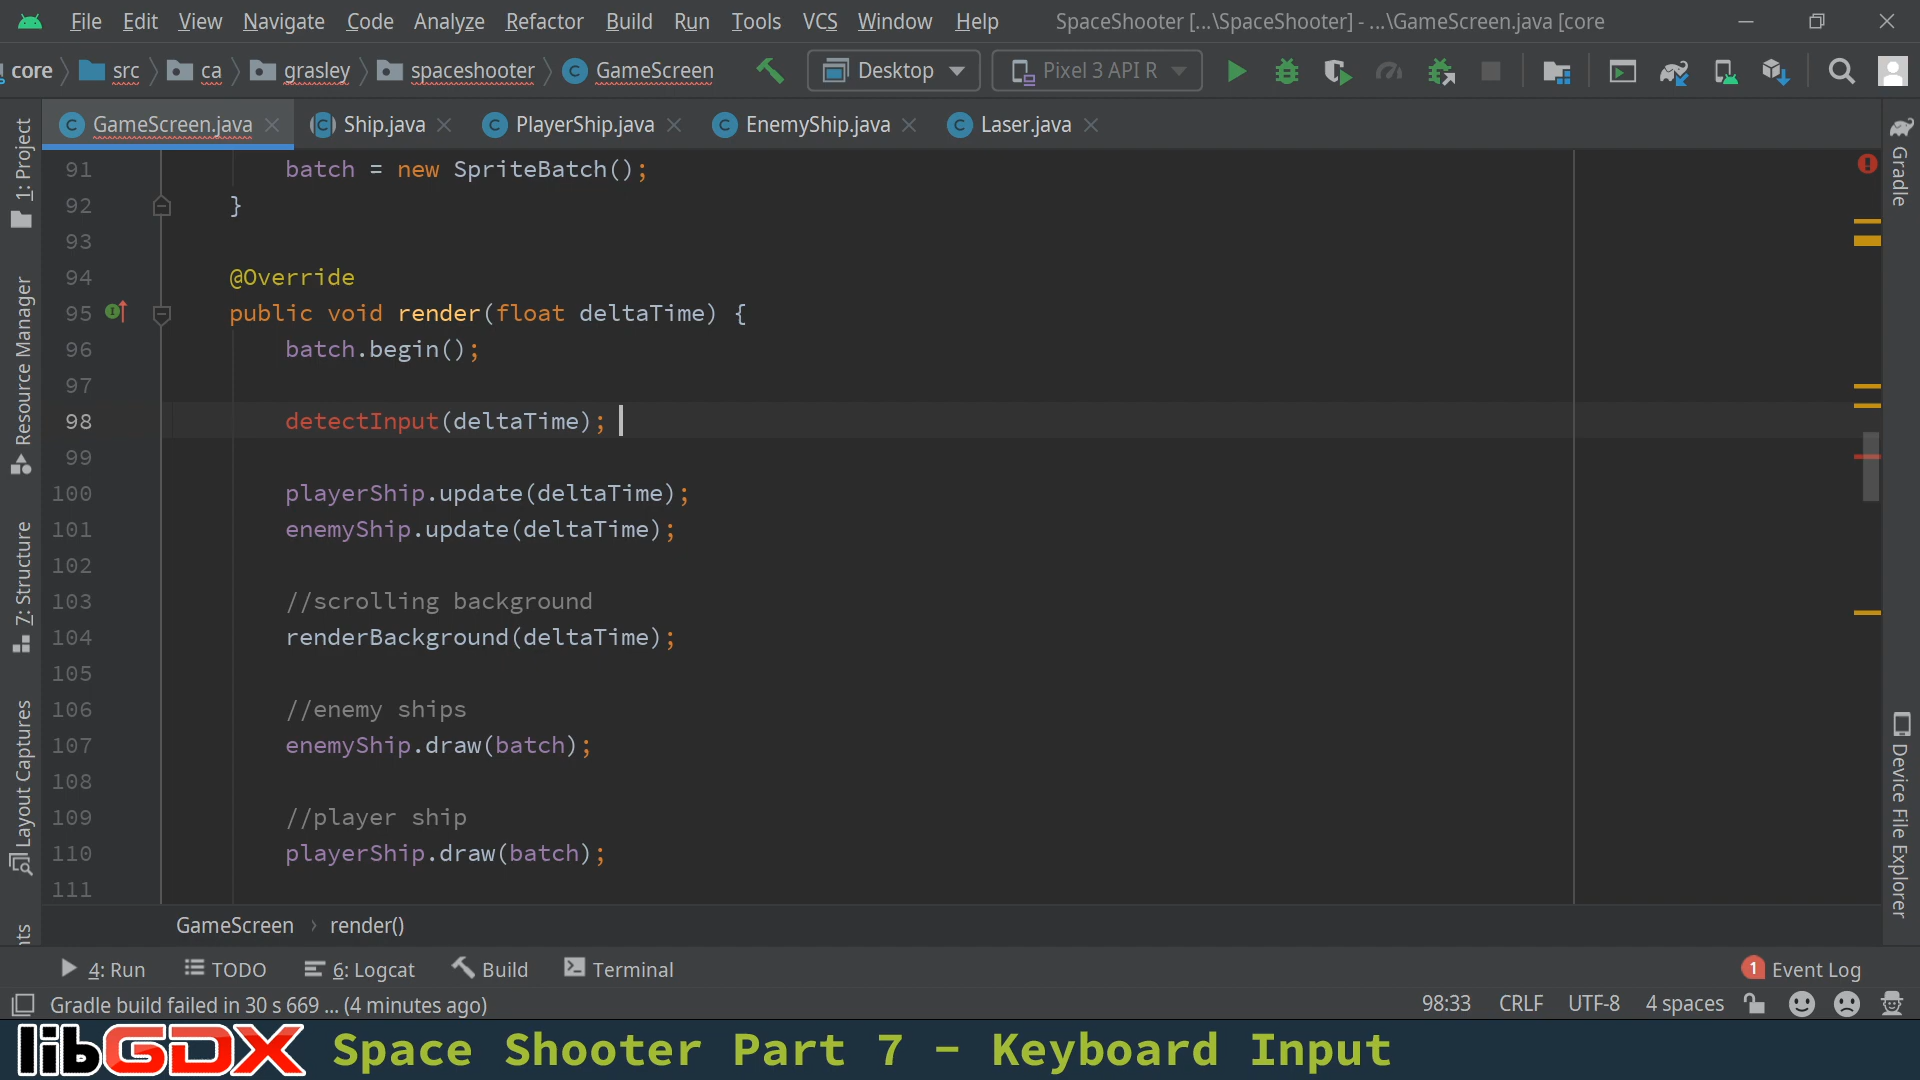 File Edit View Navigate Code Analyze Refactor Build Run Tools VCS Window Help SpaceShooter [...\SpaceShooter] - ...\GameScreen.java [core
core src ca grasley spaceshooter GameScreen Desktop Pixel 3 API R
GameScreen.java Ship.java PlayerShip.java EnemyShip.java Laser.java
1: Project
Resource Manager
Z: Structure
Layout Captures
Gradle
Device File Explorer
91 batch = new SpriteBatch();
92 }
93
94 @Override
95 public void render(float deltaTime) {
96 batch.begin();
97
98 detectInput(deltaTime);
99
100 playerShip.update(deltaTime);
101 enemyShip.update(deltaTime);
102
103 //scrolling background
104 renderBackground(deltaTime);
105
106 //enemy ships
107 enemyShip.draw(batch);
108
109 //player ship
110 playerShip.draw(batch);
111
GameScreen › render()
4: Run TODO 6: Logcat Build Terminal 1 Event Log
Gradle build failed in 30 s 669 ... (4 minutes ago) 98:33 CRLF UTF-8 4 spaces
libGDX Space Shooter Part 7 - Keyboard Input